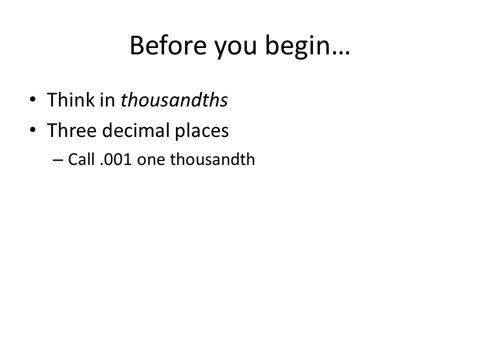 Before you begin…
• Think in thousandths
• Three decimal places
– Call .001 one thousandth